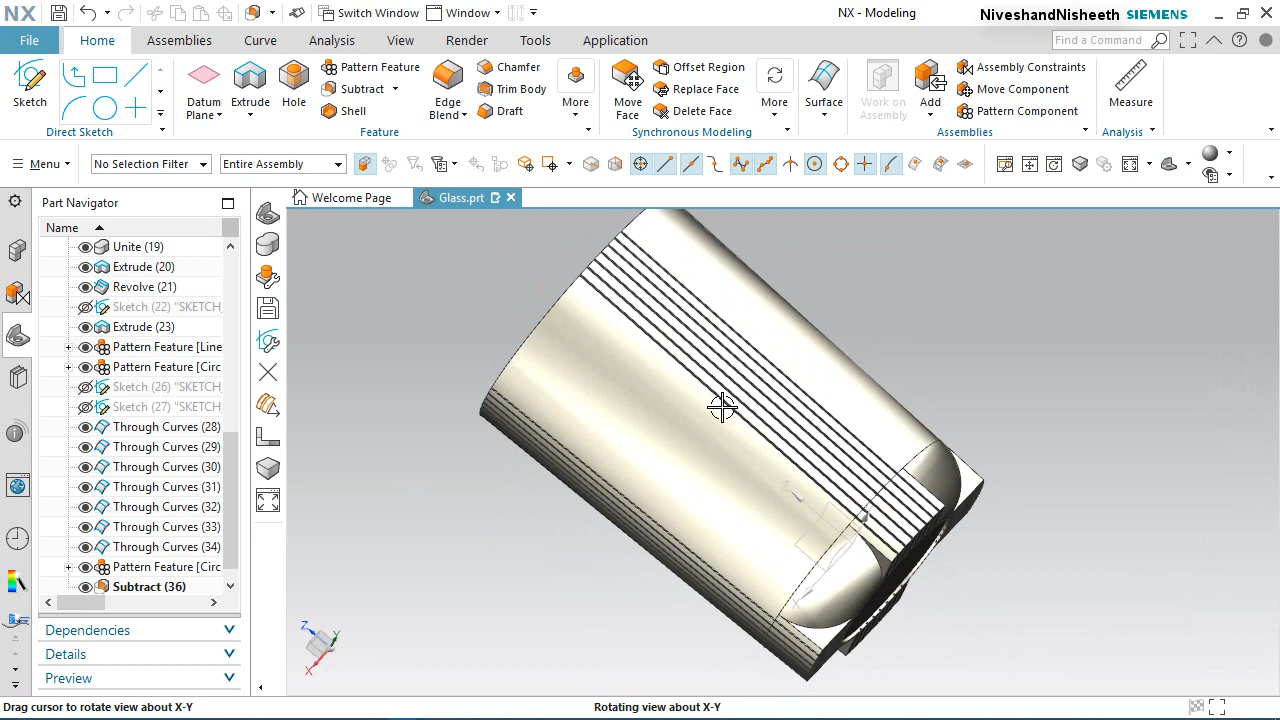 NX Switch Window Window NX - Modeling NiveshandNisheeth SIEMENS
File Home Assemblies Curve Analysis View Render Tools Application Find a Command
Sketch Datum Plane Extrude Hole Pattern Feature Subtract Shell Edge Blend Chamfer Trim Body Draft More Move Face Offset Region Replace Face Delete Face More Surface Work on Assembly Add Assembly Constraints Move Component Pattern Component Measure
Direct Sketch Feature Synchronous Modeling Assemblies Analysis
Menu No Selection Filter Entire Assembly
Part Navigator Welcome Page Glass.prt
Name
Unite (19)
Extrude (20)
Revolve (21)
Sketch (22) "SKETCH_
Extrude (23)
Pattern Feature [Line
Pattern Feature [Circ
Sketch (26) "SKETCH_
Sketch (27) "SKETCH_
Through Curves (28)
Through Curves (29)
Through Curves (30)
Through Curves (31)
Through Curves (32)
Through Curves (33)
Through Curves (34)
Pattern Feature [Circ
Subtract (36)
Dependencies
Details
Preview
Z Y X
Drag cursor to rotate view about X-Y Rotating view about X-Y